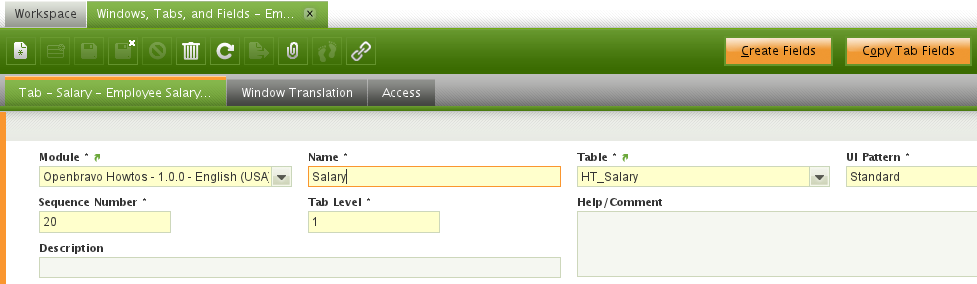 Workspace Windows, Tabs, and Fields - Em...
Create Fields Copy Tab Fields
Tab - Salary - Employee Salary... Window Translation Access
Module * Name * Table * UI Pattern *
Openbravo Howtos - 1.0.0 - English (USA) Salary HT_Salary Standard
Sequence Number * Tab Level * Help/Comment
20 1
Description